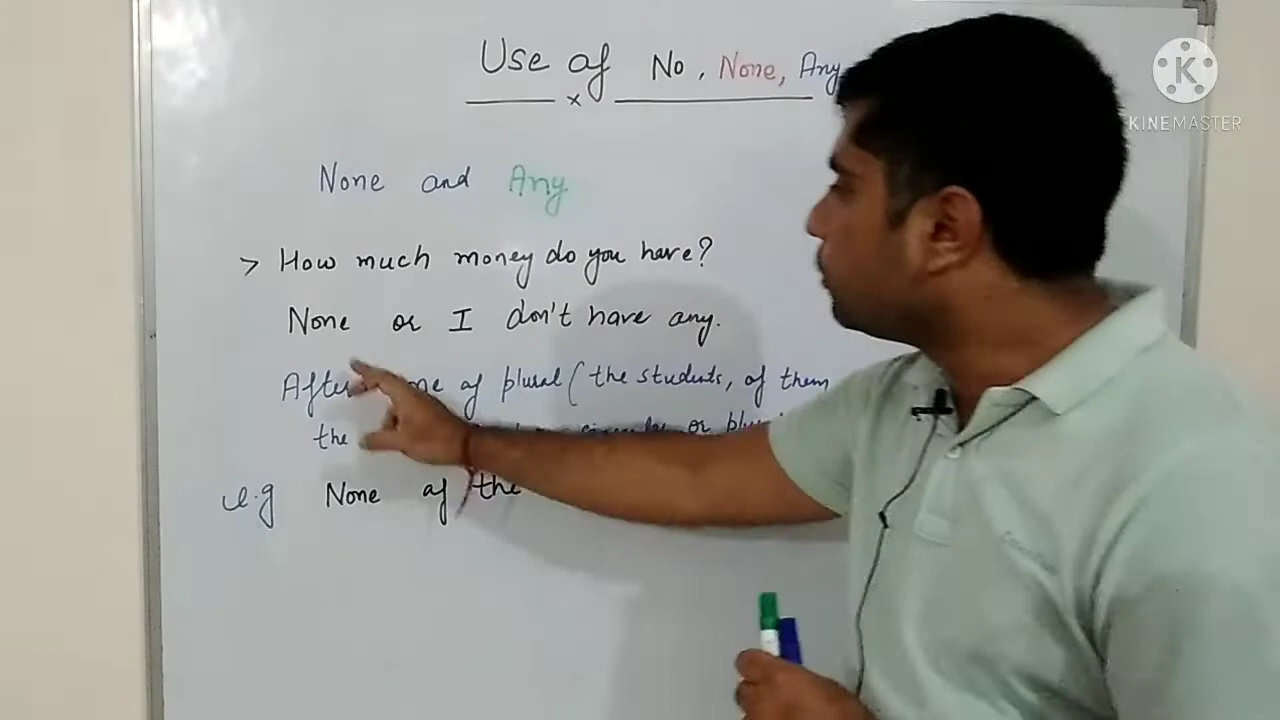 Use of No, None, Any
x
KINEMASTER
None and Any
> How much money do you have?
None or I don't have any.
After of plural (the students, of them
the or
e.g None of the